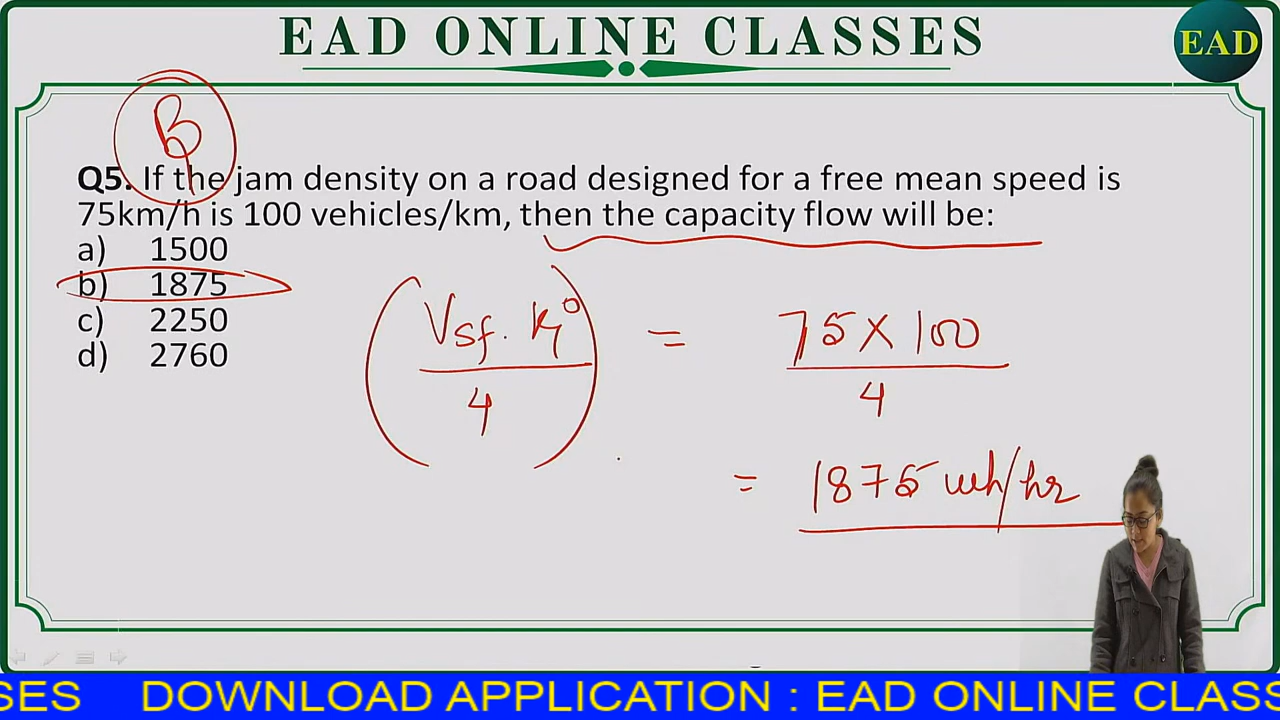 EAD ONLINE CLASSES
EAD
B
Q5. If the jam density on a road designed for a free mean speed is
75km/h is 100 vehicles/km, then the capacity flow will be:
a) 1500
b) 1875
c) 2250
d) 2760
(Vsf. Kj / 4) = 75 X 100 / 4
= 1875 veh/hr
SES DOWNLOAD APPLICATION : EAD ONLINE CLASS